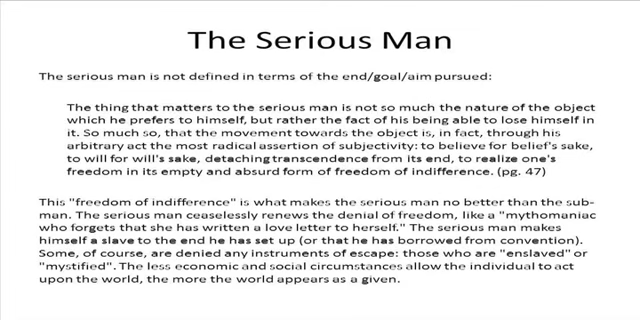 The Serious Man
The serious man is not defined in terms of the end/goal/aim pursued:
The thing that matters to the serious man is not so much the nature of the object
which he prefers to himself, but rather the fact of his being able to lose himself in
it. So much so, that the movement towards the object is, in fact, through his
arbitrary act the most radical assertion of subjectivity: to believe for belief's sake,
to will for will's sake, detaching transcendence from its end, to realize one's
freedom in its empty and absurd form of freedom of indifference. (pg. 47)
This "freedom of indifference" is what makes the serious man no better than the sub-
man. The serious man ceaselessly renews the denial of freedom, like a "mythomaniac
who forgets that she has written a love letter to herself." The serious man makes
himself a slave to the end he has set up (or that he has borrowed from convention).
Some, of course, are denied any instruments of escape: those who are "enslaved" or
"mystified". The less economic and social circumstances allow the individual to act
upon the world, the more the world appears as a given.